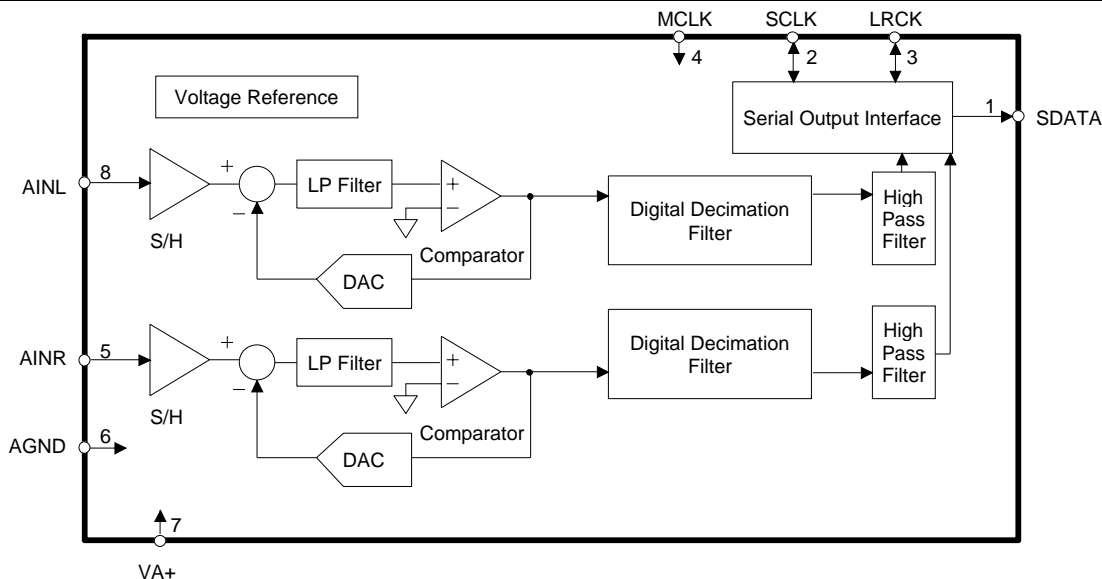 MCLK SCLK LRCK
4 2 3
Voltage Reference
Serial Output Interface
1
SDATA
AINL
8
S/H
+
−
LP Filter
+
−
Comparator
DAC
Digital Decimation
Filter
High
Pass
Filter
AINR
5
S/H
+
−
LP Filter
+
−
Comparator
DAC
Digital Decimation
Filter
High
Pass
Filter
AGND
6
7
VA+